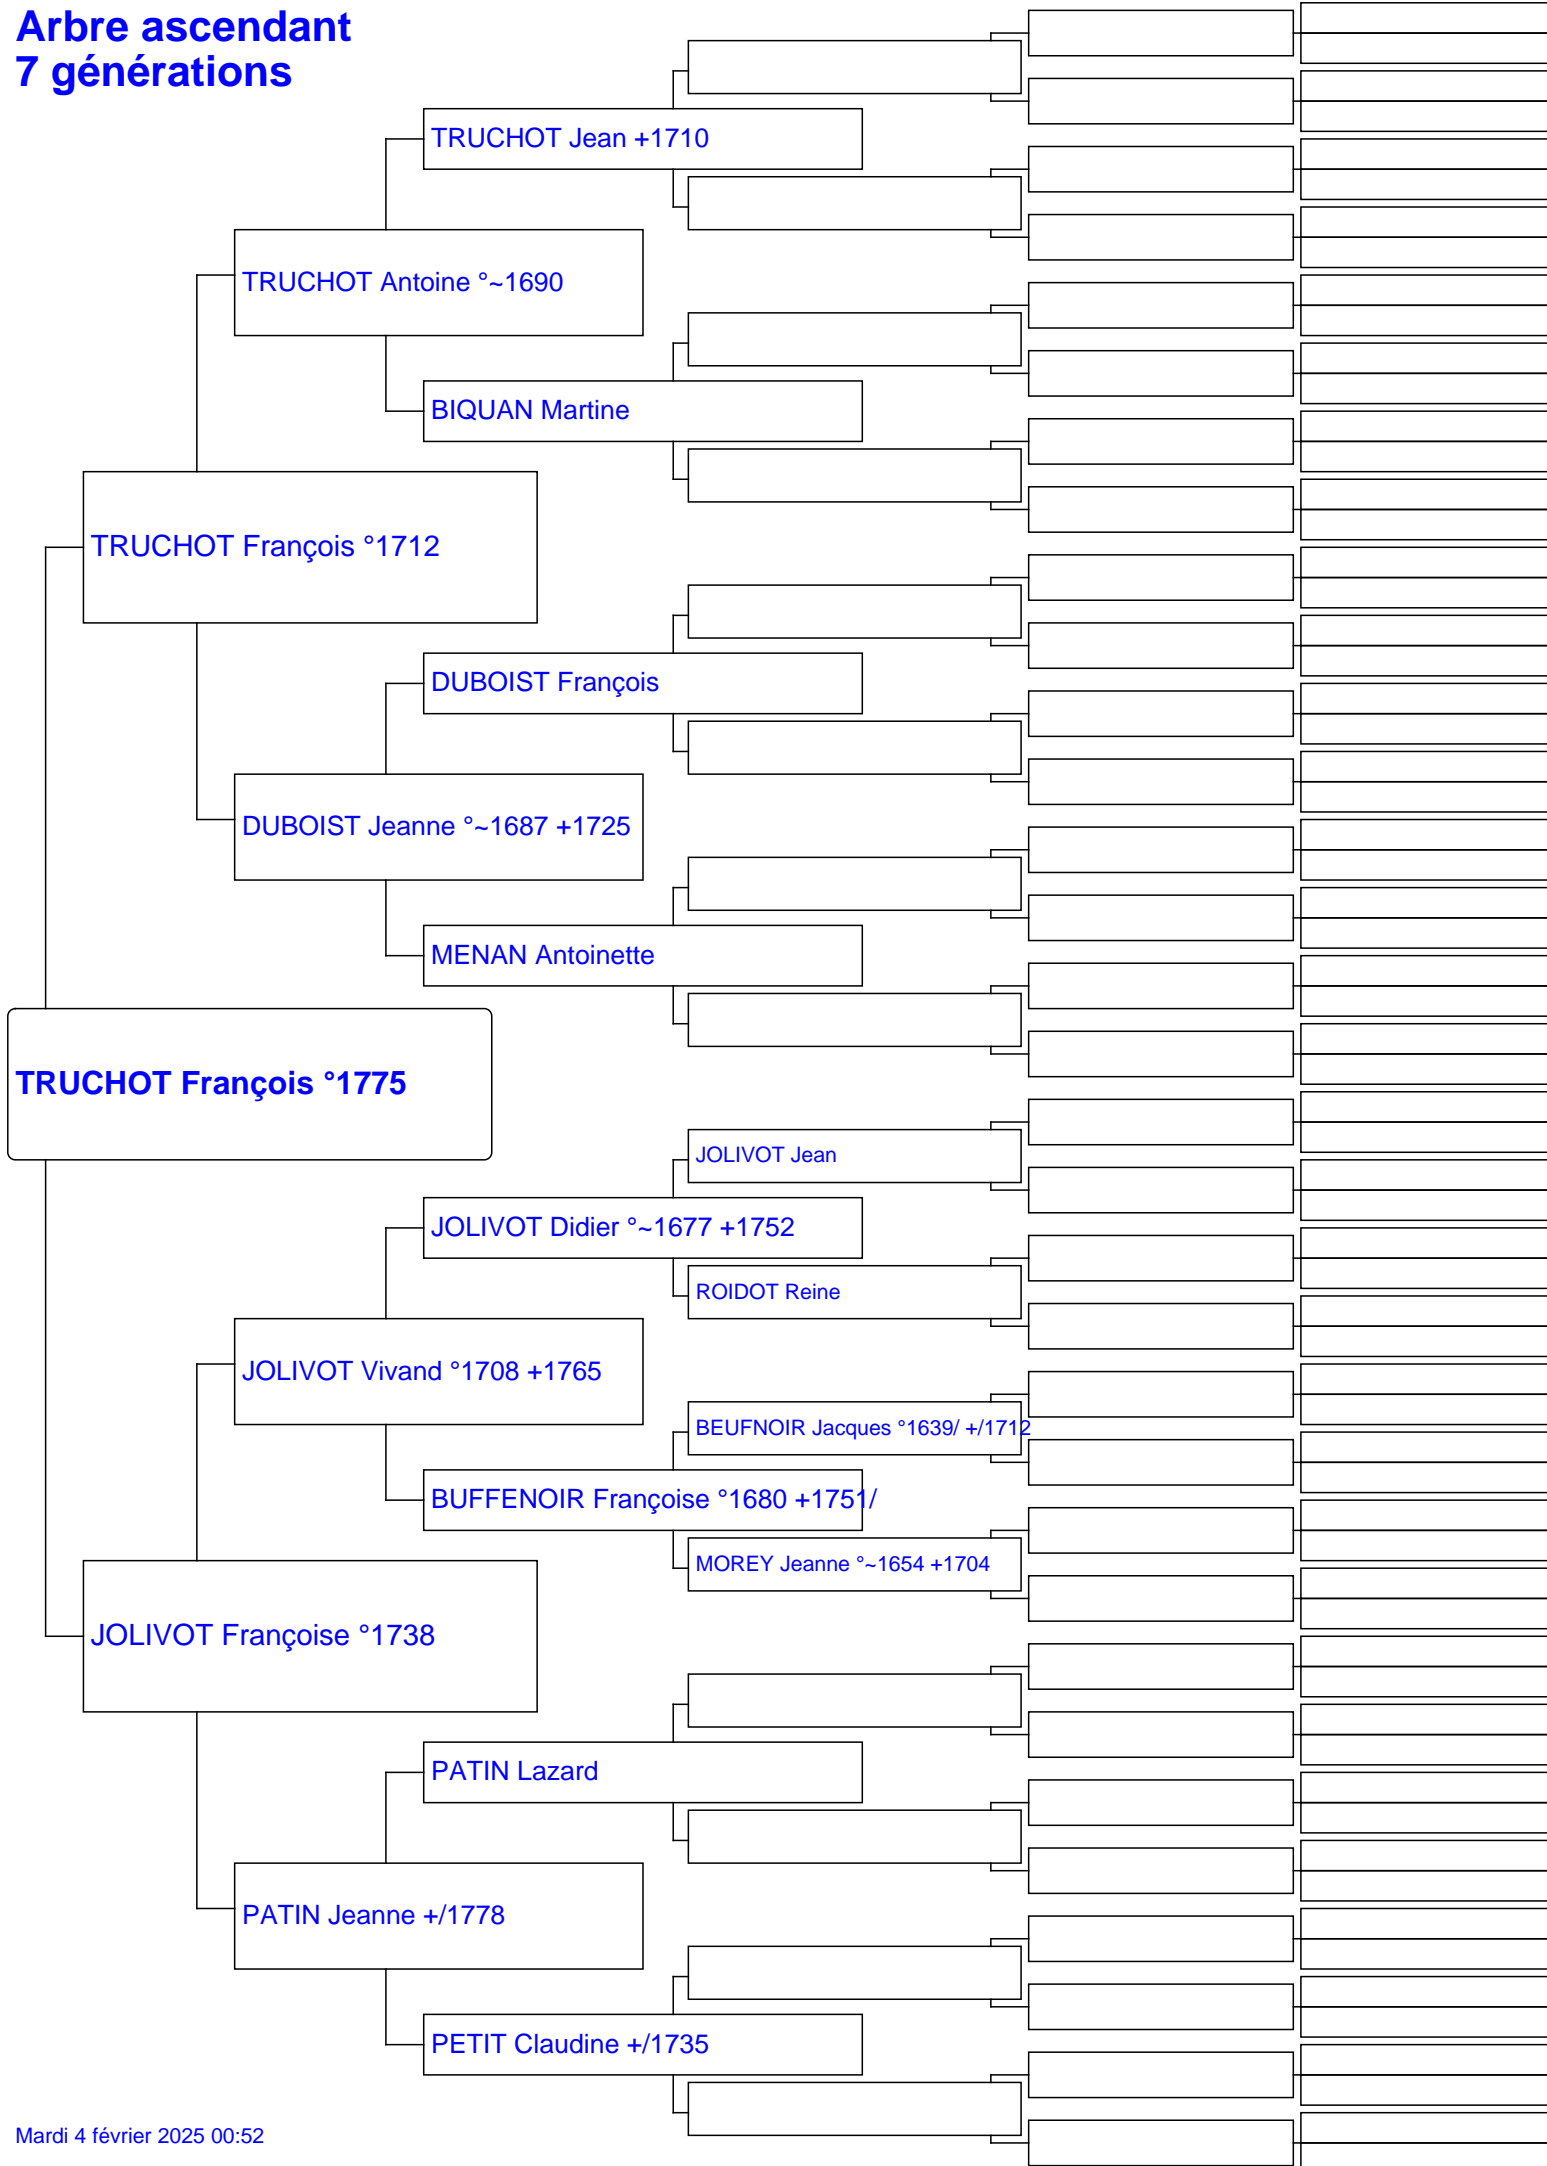 Arbre ascendant
7 générations
TRUCHOT Jean +1710
TRUCHOT Antoine °~1690
BIQUAN Martine
TRUCHOT François °1712
DUBOIST François
DUBOIST Jeanne °~1687 +1725
MENAN Antoinette
TRUCHOT François °1775
JOLIVOT Jean
JOLIVOT Didier °~1677 +1752
ROIDOT Reine
JOLIVOT Vivand °1708 +1765
BEUFNOIR Jacques °1639/ +/1712
BUFFENOIR Françoise °1680 +1751/
MOREY Jeanne °~1654 +1704
JOLIVOT Françoise °1738
PATIN Lazard
PATIN Jeanne +/1778
PETIT Claudine +/1735
Mardi 4 février 2025 00:52